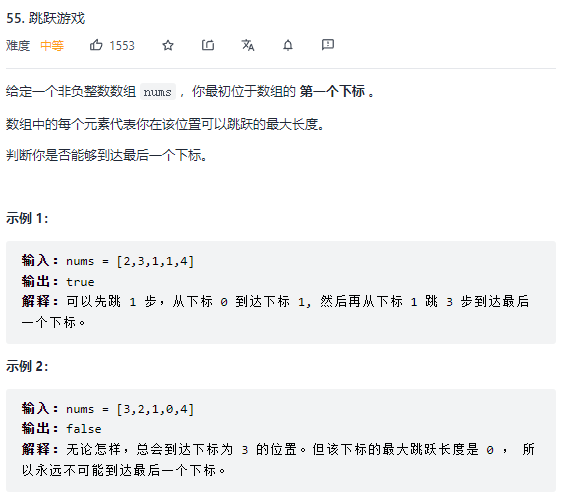 55. 跳跃游戏
难度 中等 1553
给定一个非负整数数组 nums ，你最初位于数组的 第一个下标 。
数组中的每个元素代表你在该位置可以跳跃的最大长度。
判断你是否能够到达最后一个下标。
示例 1：
输入：nums = [2,3,1,1,4]
输出：true
解释：可以先跳 1 步，从下标 0 到达下标 1, 然后再从下标 1 跳 3 步到达最后
一个下标。
示例 2：
输入：nums = [3,2,1,0,4]
输出：false
解释：无论怎样，总会到达下标为 3 的位置。但该下标的最大跳跃长度是 0 ， 所
以永远不可能到达最后一个下标。